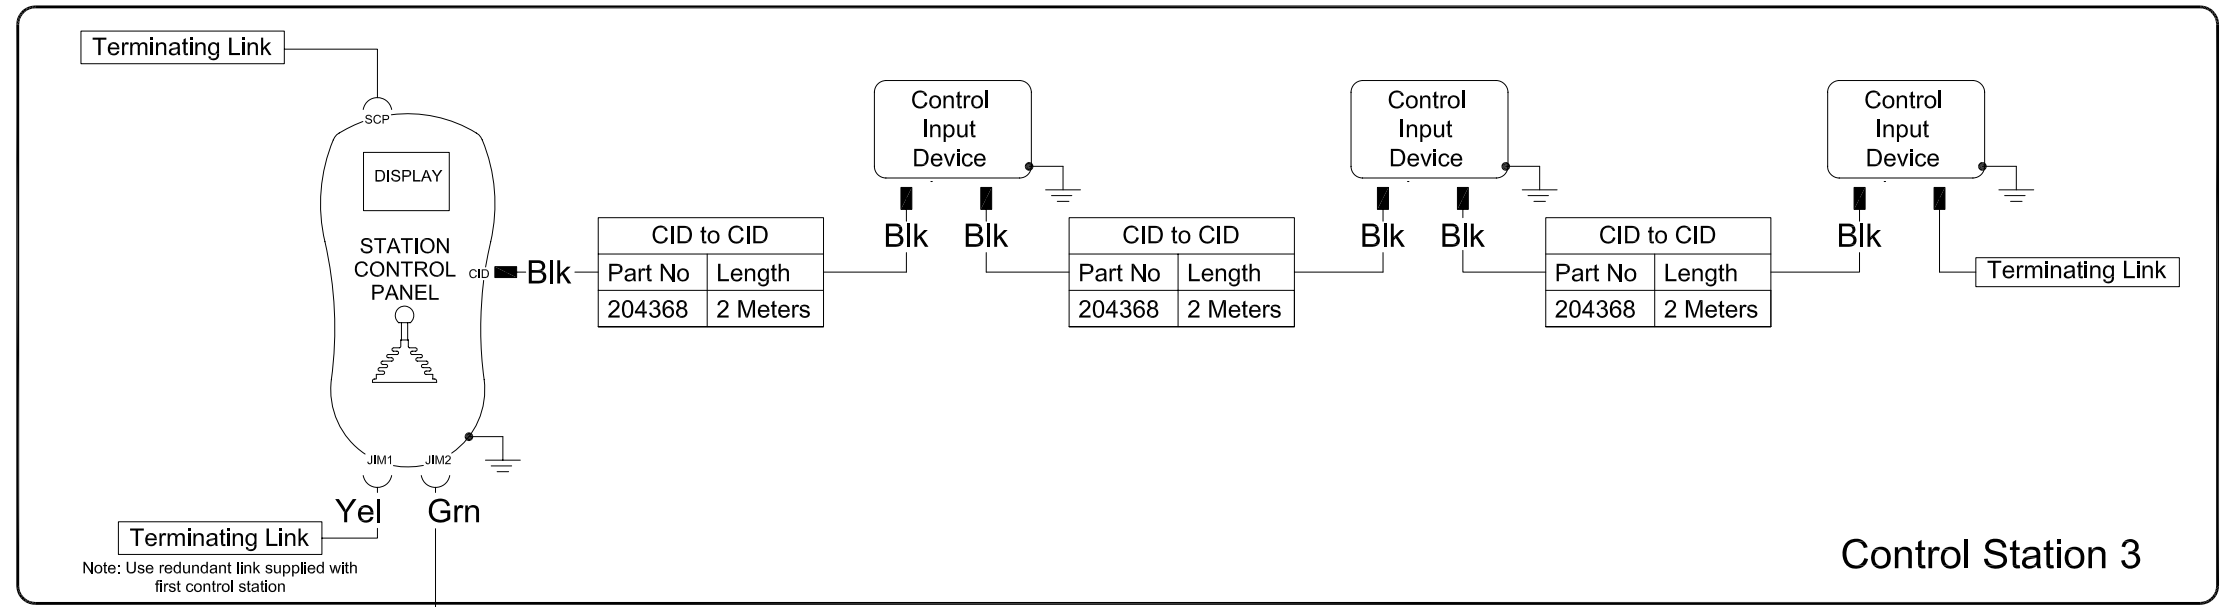 Terminating Link
SCP
DISPLAY
STATION
CONTROL
PANEL
CID
Blk
CID to CID
Part No Length
204368 2 Meters
Blk
Control
Input
Device
Blk
CID to CID
Part No Length
204368 2 Meters
Blk
Control
Input
Device
Blk
CID to CID
Part No Length
204368 2 Meters
Blk
Control
Input
Device
Terminating Link
JIM1
JIM2
Yel
Grn
Terminating Link
Note: Use redundant link supplied with
first control station
Control Station 3